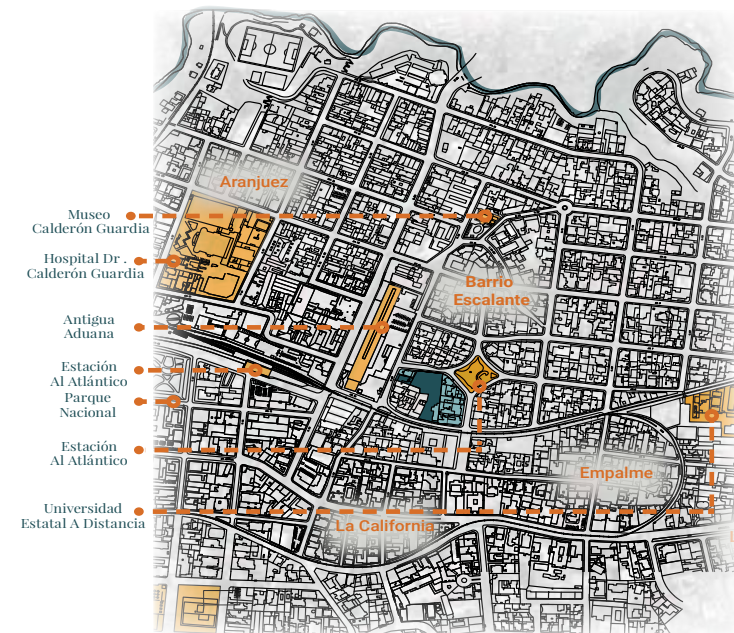 Aranjuez
Museo
Calderón Guardia
Hospital Dr .
Calderón Guardia
Barrio
Escalante
Antigua
Aduana
Estación
Al Atlántico
Parque
Nacional
Estación
Al Atlántico
Empalme
Universidad
Estatal A Distancia
La California